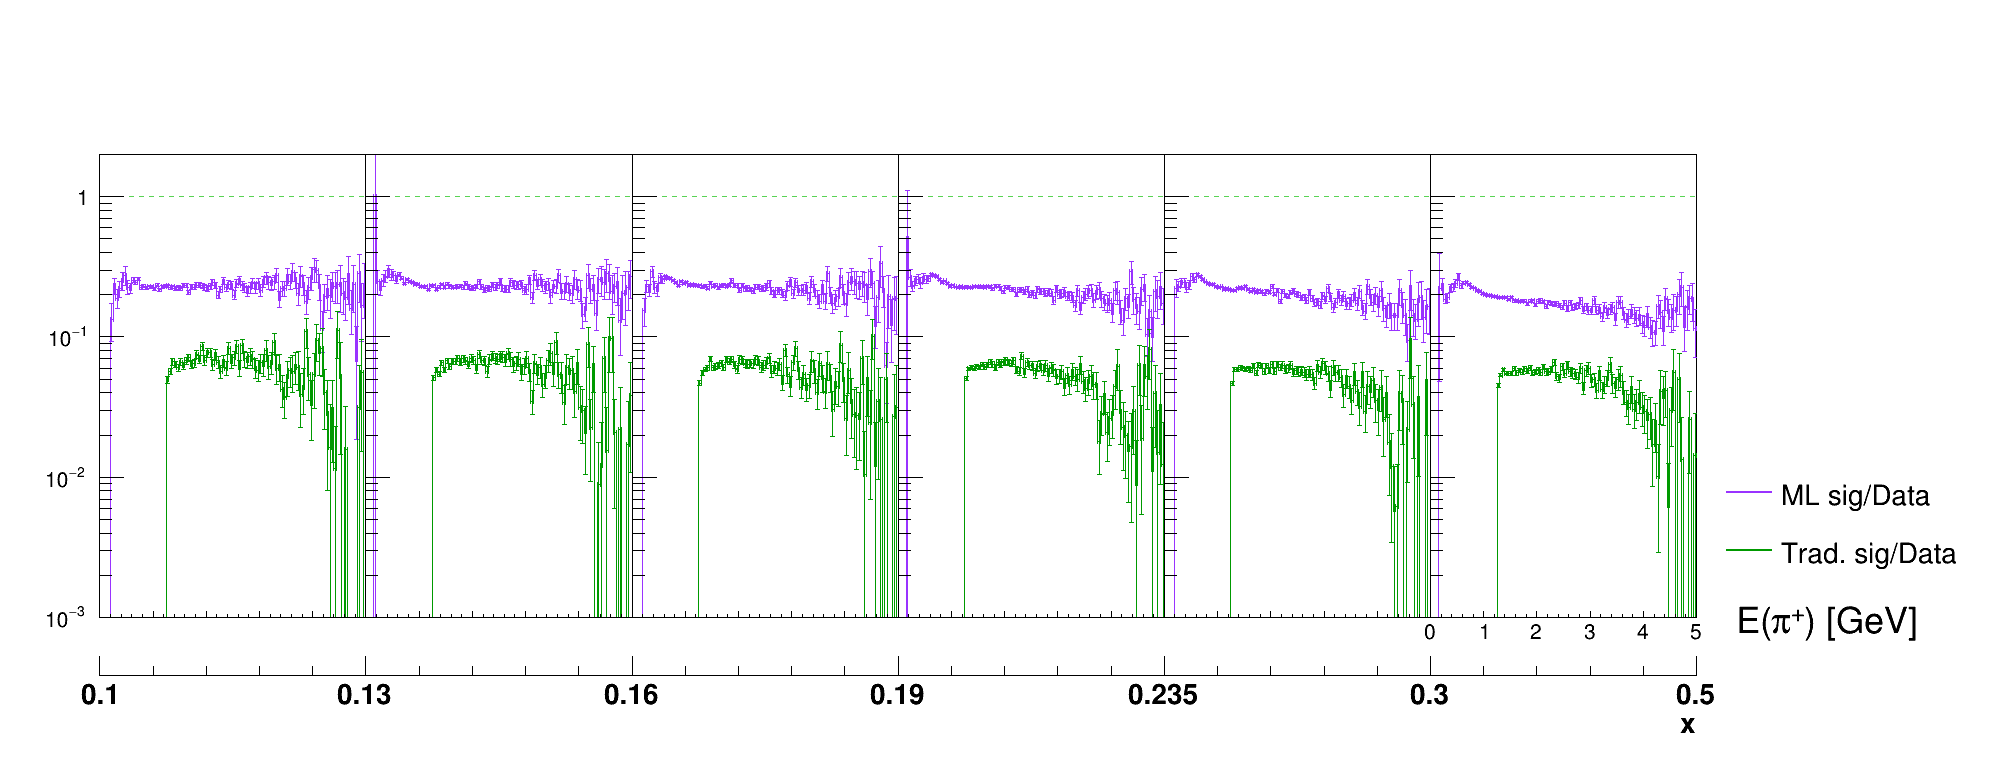 1
10⁻¹
10⁻²
10⁻³
ML sig/Data
Trad. sig/Data
0 1 2 3 4 5
E(π⁺) [GeV]
0.1 0.13 0.16 0.19 0.235 0.3 0.5
x